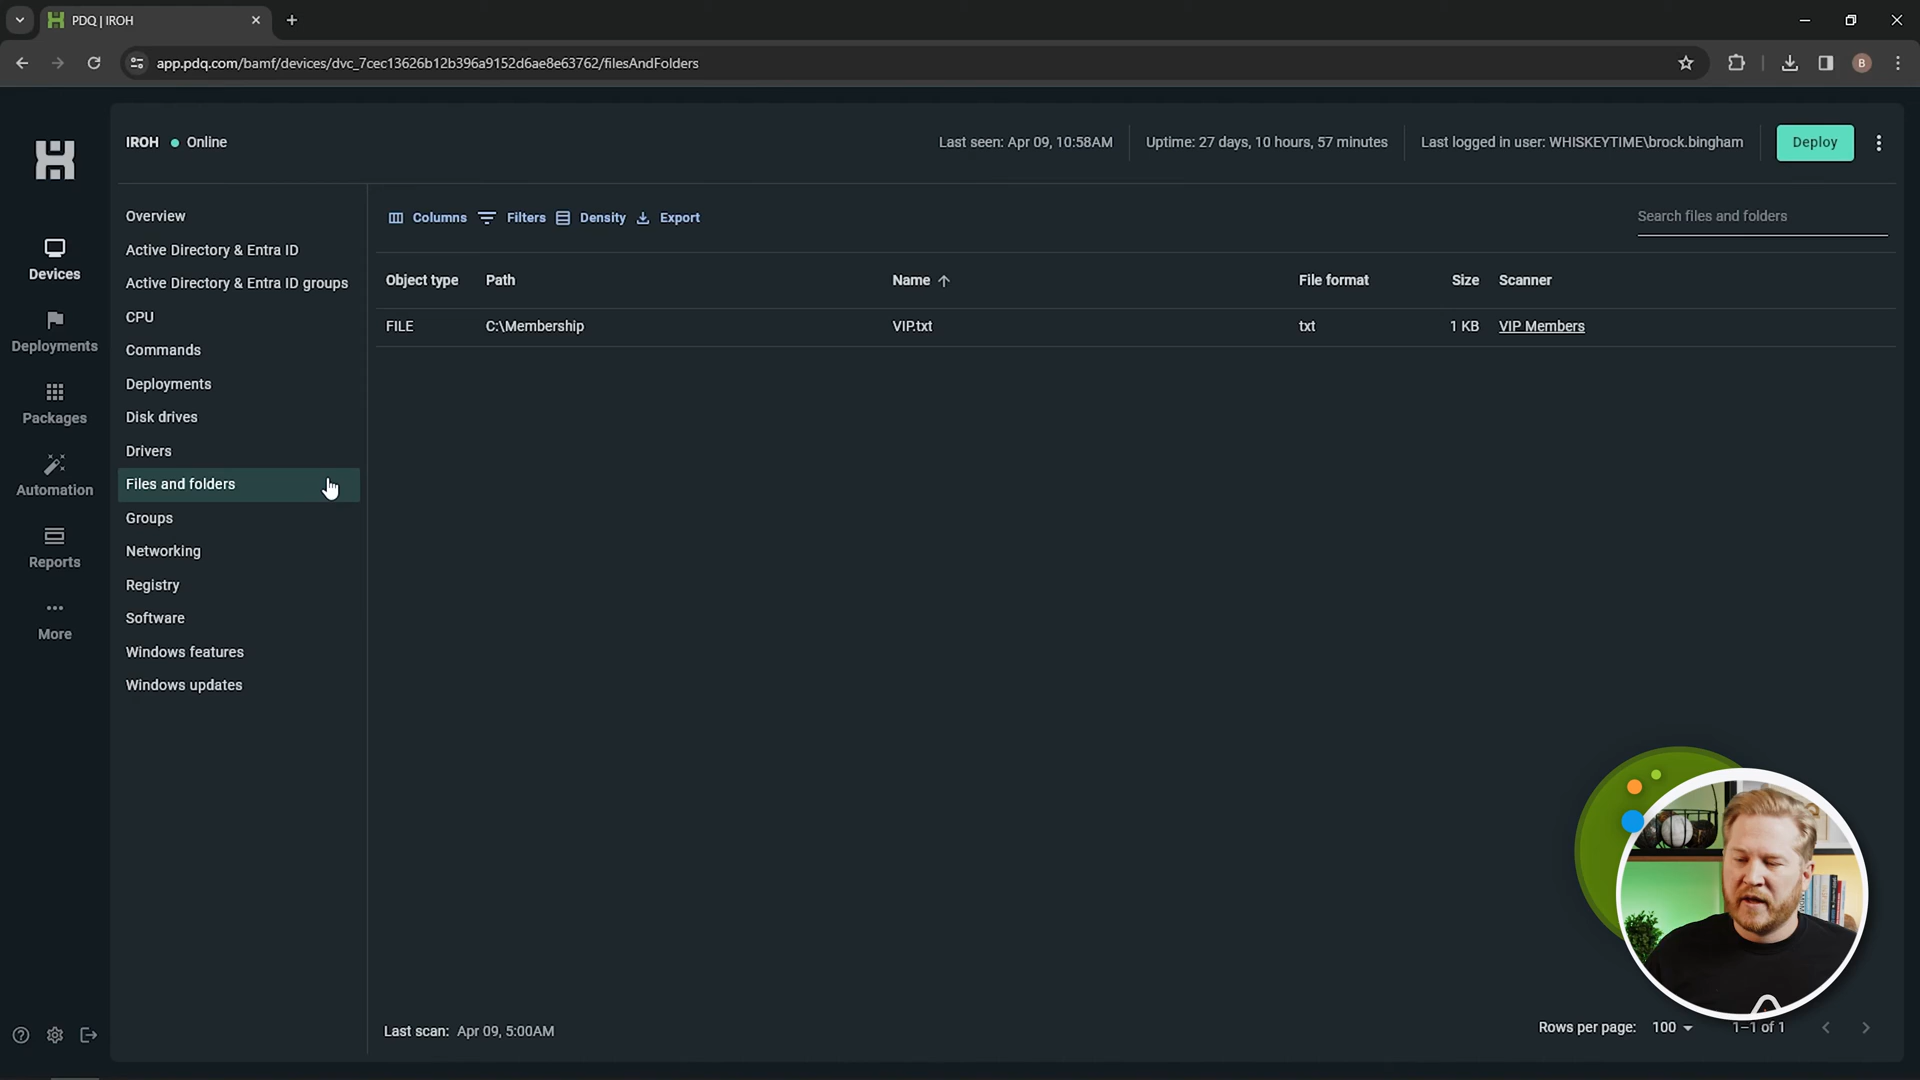 PDQ | IROH
app.pdq.com/bamf/devices/dvc_7cec13626b12b396a9152d6ae8e63762/filesAndFolders
B
IROH Online
Last seen: Apr 09, 10:58AM
Uptime: 27 days, 10 hours, 57 minutes
Last logged in user: WHISKEYTIME\brock.bingham
Deploy
Devices
Deployments
Packages
Automation
Reports
More
Overview
Active Directory & Entra ID
Active Directory & Entra ID groups
CPU
Commands
Deployments
Disk drives
Drivers
Files and folders
Groups
Networking
Registry
Software
Windows features
Windows updates
Columns Filters Density Export
Search files and folders
Object type Path Name File format Size Scanner
FILE C:\Membership VIP.txt txt 1 KB VIP Members
Last scan: Apr 09, 5:00AM
Rows per page: 100 1–1 of 1